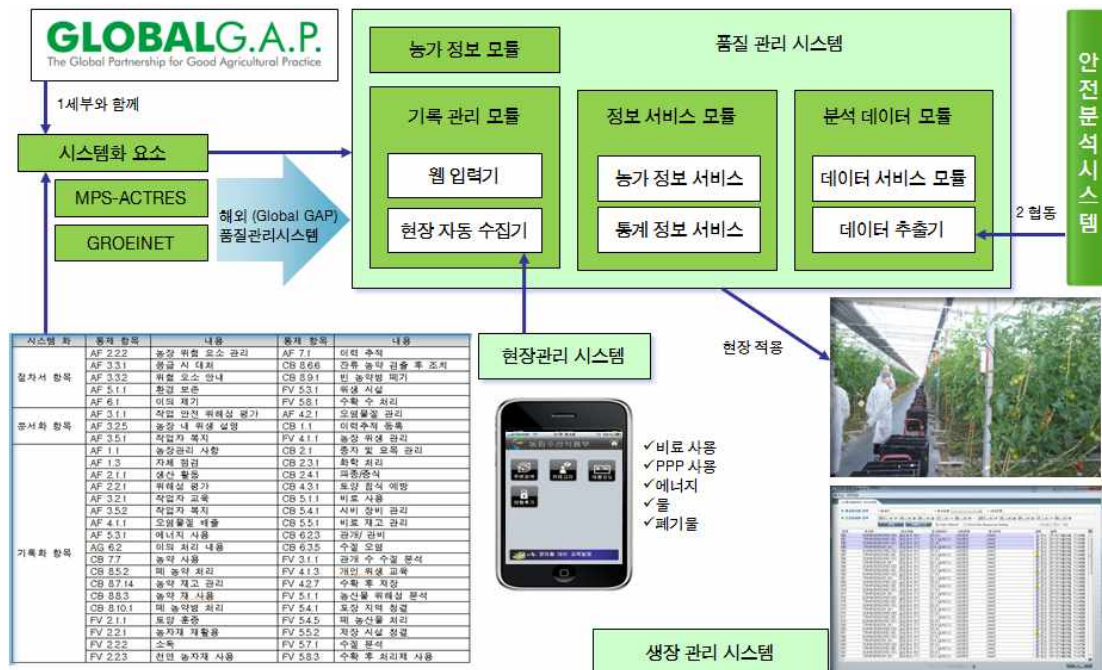 GLOBALG.A.P.
The Global Partnership for Good Agricultural Practice
1세부와 함께
시스템화 요소
MPS-ACTRES
GROEINET
해외 (Global GAP)
품질관리시스템
품질 관리 시스템
농가 정보 모듈
기록 관리 모듈
웹 입력기
현장 자동 수집기
정보 서비스 모듈
농가 정보 서비스
통계 정보 서비스
분석 데이터 모듈
데이터 서비스 모듈
데이터 추출기
안전분석시스템
2 협동
현장 적용
현장관리 시스템
✓비료 사용
✓PPP 사용
✓에너지
✓물
✓폐기물
생장 관리 시스템
시스템 화 통제 항목 내용 통제 항목 내용
절차서 항목
AF 2.2.2 농장 위험 요소 관리 AF 7.1 이력 추적
AF 3.3.1 응급 시 대처 CB 8.6.6 잔류 농약 검출 후 조치
AF 3.3.2 위험 요소 안내 CB 8.9.1 빈 농약병 폐기
AF 5.1.1 환경 보존 FV 5.3.1 위생 시설
AF 6.1 이의 제기 FV 5.8.1 수확 수 처리
문서화 항목
AF 3.1.1 작업 안전 위해성 평가 AF 4.2.1 오염물질 관리
AF 3.2.5 농장 내 위생 설명 CB 1.1 이력추적 등록
AF 3.5.1 작업자 복지 FV 4.1.1 농장 위생 관리
기록화 항목
AF 1.1 농장관리 사항 CB 2.1 종자 및 묘목 관리
AF 1.3 자체 점검 CB 2.3.1 화학 처리
AF 2.1.1 생산 활동 CB 2.4.1 파종/증식
AF 2.2.1 위해성 평가 CB 4.3.1 토양 침식 예방
AF 3.2.1 작업자 교육 CB 5.1.1 비료 사용
AF 3.5.2 작업자 복지 CB 5.4.1 시비 장비 관리
AF 4.1.1 오염물질 배출 CB 5.5.1 비료 재고 관리
AF 5.3.1 에너지 사용 CB 6.2.3 관개/ 관비
AG 6.2 이의 처리 내용 CB 6.3.5 수질 오염
CB 7.7 농약 사용 FV 3.1.1 관개 수 수질 분석
CB 8.5.2 폐 농약 처리 FV 4.1.3 개인 위생 교육
CB 8.7.14 농약 재고 관리 FV 4.2.7 수확 후 저장
CB 8.8.3 농약 재 사용 FV 5.1.1 농산물 위해성 분석
CB 8.10.1 폐 농약병 처리 FV 5.4.1 포장 지역 청결
FV 2.1.1 토양 훈증 FV 5.4.5 폐 농산물 처리
FV 2.2.1 농자재 재활용 FV 5.5.2 저장 시설 청결
FV 2.2.2 소독 FV 5.7.1 수질 분석
FV 2.2.3 천연 농자재 사용 FV 5.8.3 수확 후 처리제 사용